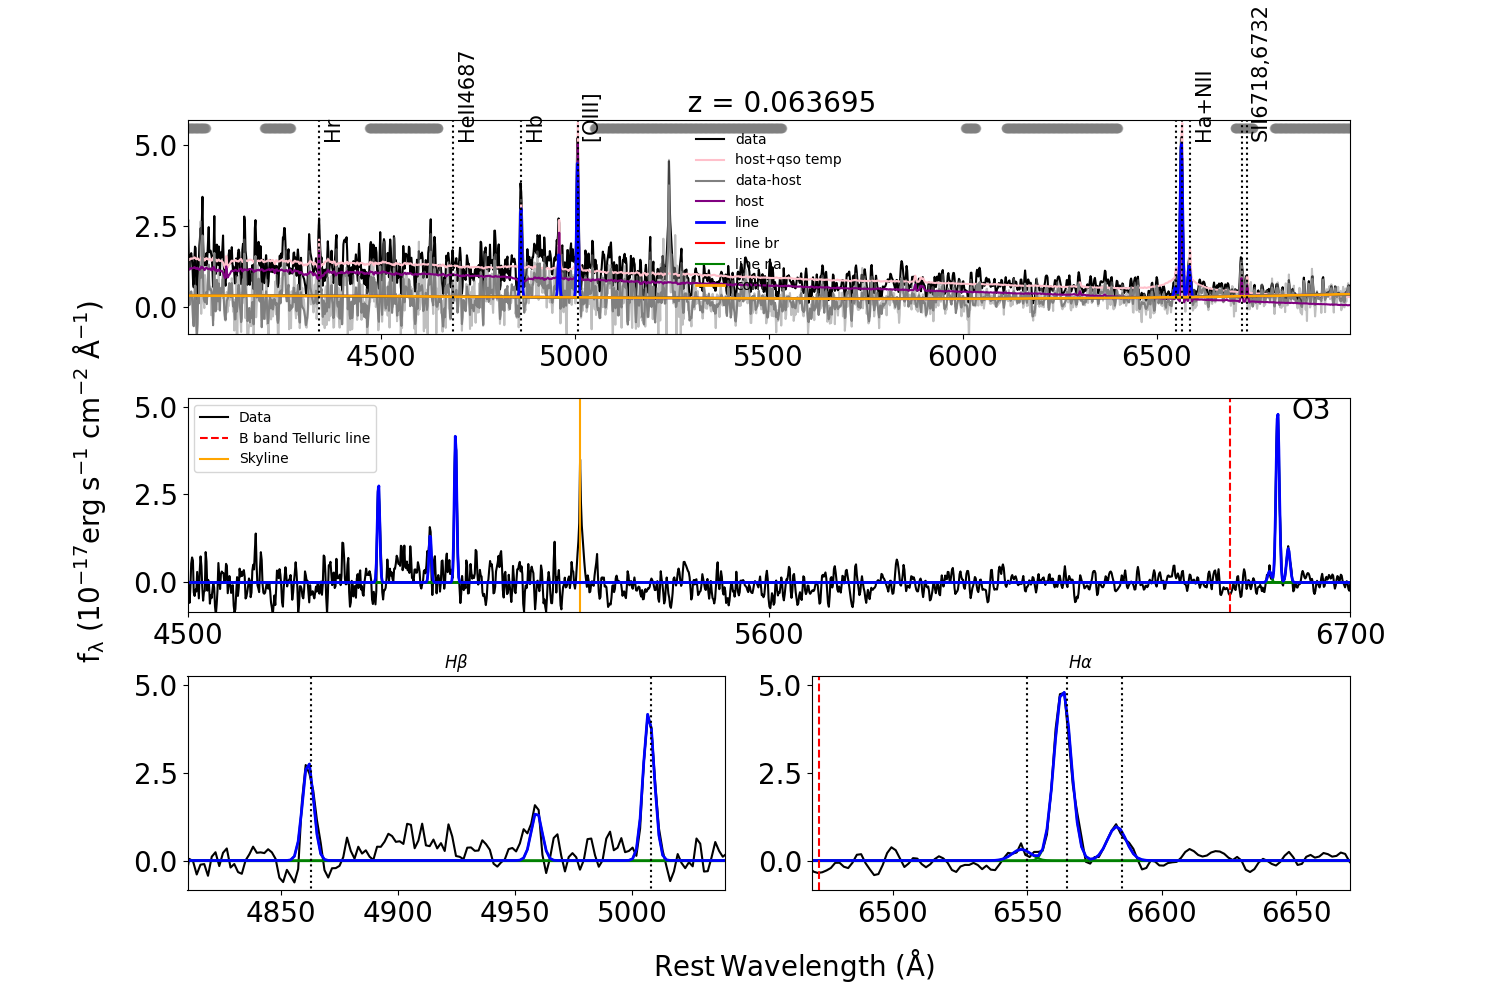 z = 0.063695
Hr
HeII4687
Hb
[OIII]
Ha+NII
SII6718,6732
5.0
2.5
0.0
data
host+qso temp
data-host
host
line
line br
line na
4500 5000 5500 6000 6500
f_λ (10^{-17}erg s^{-1} cm^{-2} Å^{-1})
5.0
2.5
0.0
Data
B band Telluric line
Skyline
O3
4500 5600 6700
Hβ
5.0
2.5
0.0
4850 4900 4950 5000
Hα
5.0
2.5
0.0
6500 6550 6600 6650
Rest Wavelength (Å)